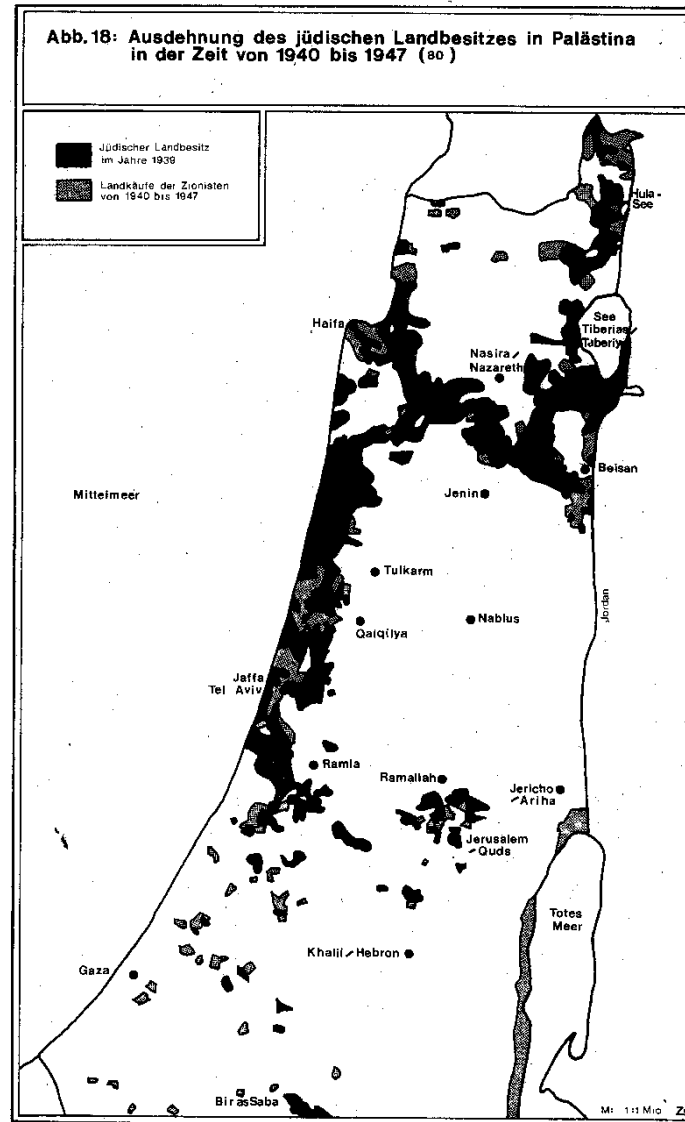 Abb.18: Ausdehnung des jüdischen Landbesitzes in Palästina
in der Zeit von 1940 bis 1947 (80)
Jüdischer Landbesitz
im Jahre 1939
Landkäufe der Zionisten
von 1940 bis 1947
Hula-
See
Haifa
See
Tiberias/
Taberiy
Nasira/
Nazareth
Beisan
Mittelmeer
Jenin
Tulkarm
Jordan
Qalqilya
Nablus
Jaffa
Tel Aviv
Ramla
Ramallah
Jericho
/Ariha
Jerusalem
/Quds
Totes
Meer
Khalil/Hebron
Gaza
Bir as Saba
M: 1:1 Mio